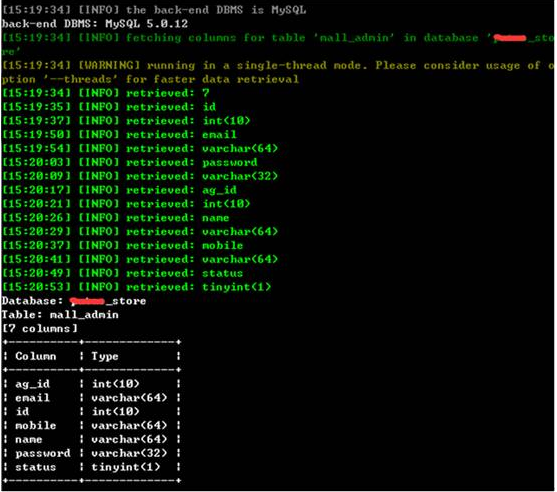 [15:19:34] [INFO] the back-end DBMS is MySQL
back-end DBMS: MySQL 5.0.12
[15:19:34] [INFO] fetching columns for table 'mall_admin' in database '_sto
re'
[15:19:34] [WARNING] running in a single-thread mode. Please consider usage of o
ption '--threads' for faster data retrieval
[15:19:34] [INFO] retrieved: 7
[15:19:35] [INFO] retrieved: id
[15:19:37] [INFO] retrieved: int(10)
[15:19:50] [INFO] retrieved: email
[15:19:54] [INFO] retrieved: varchar(64)
[15:20:03] [INFO] retrieved: password
[15:20:09] [INFO] retrieved: varchar(32)
[15:20:17] [INFO] retrieved: ag_id
[15:20:21] [INFO] retrieved: int(10)
[15:20:26] [INFO] retrieved: name
[15:20:29] [INFO] retrieved: varchar(64)
[15:20:37] [INFO] retrieved: mobile
[15:20:41] [INFO] retrieved: varchar(64)
[15:20:49] [INFO] retrieved: status
[15:20:53] [INFO] retrieved: tinyint(1)
Database: _store
Table: mall_admin
[7 columns]
+----------+-------------+
| Column | Type |
+----------+-------------+
| ag_id | int(10) |
| email | varchar(64) |
| id | int(10) |
| mobile | varchar(64) |
| name | varchar(64) |
| password | varchar(32) |
| status | tinyint(1) |
+----------+-------------+